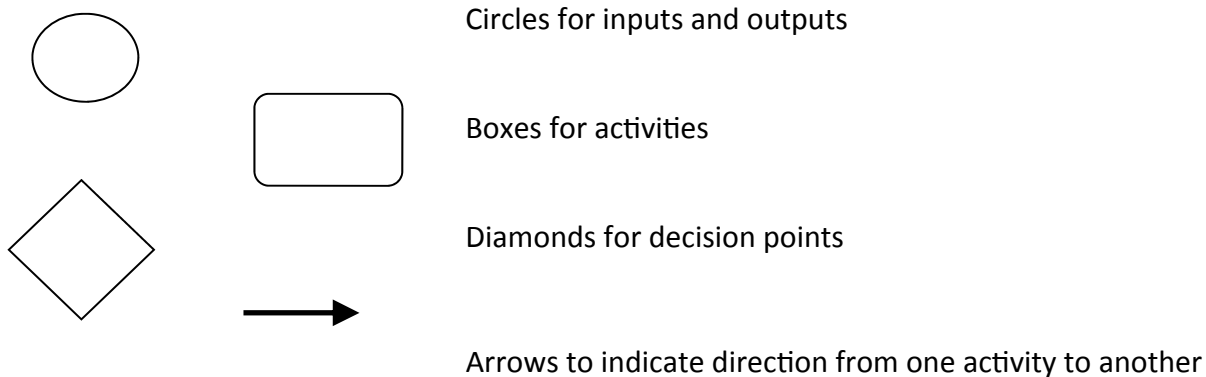 Circles for inputs and outputs
Boxes for activities
Diamonds for decision points
Arrows to indicate direction from one activity to another